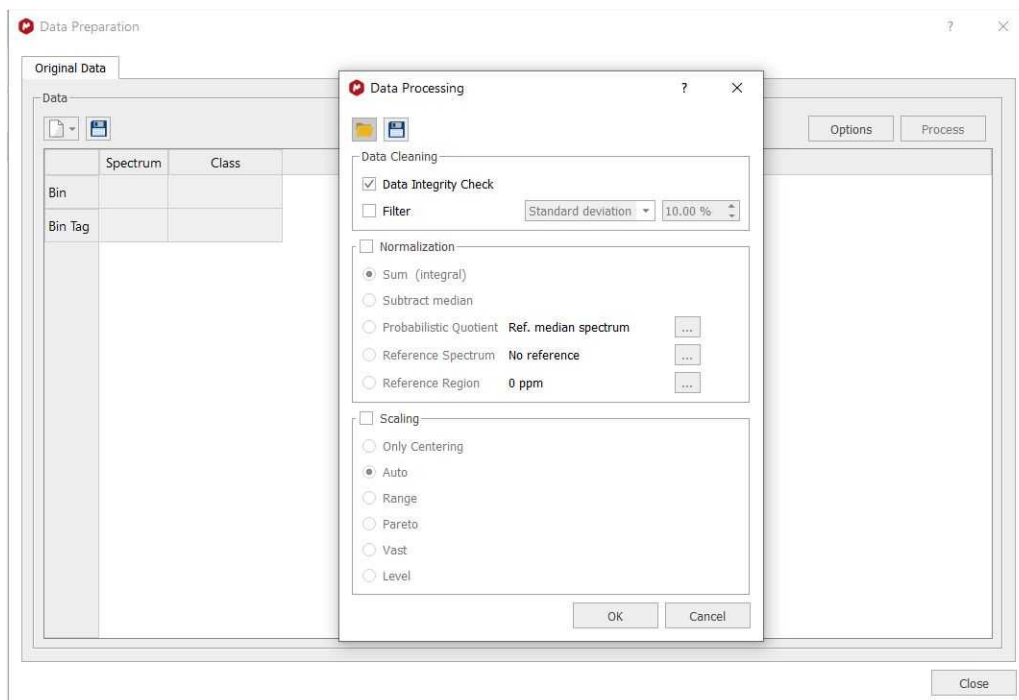 Data Preparation ? ×
Original Data
Data
Options Process
Spectrum Class
Bin
Bin Tag
Data Processing ? ×
Data Cleaning
Data Integrity Check
Filter Standard deviation 10.00 %
Normalization
Sum (integral)
Subtract median
Probabilistic Quotient Ref. median spectrum ...
Reference Spectrum No reference ...
Reference Region 0 ppm ...
Scaling
Only Centering
Auto
Range
Pareto
Vast
Level
OK Cancel
Close